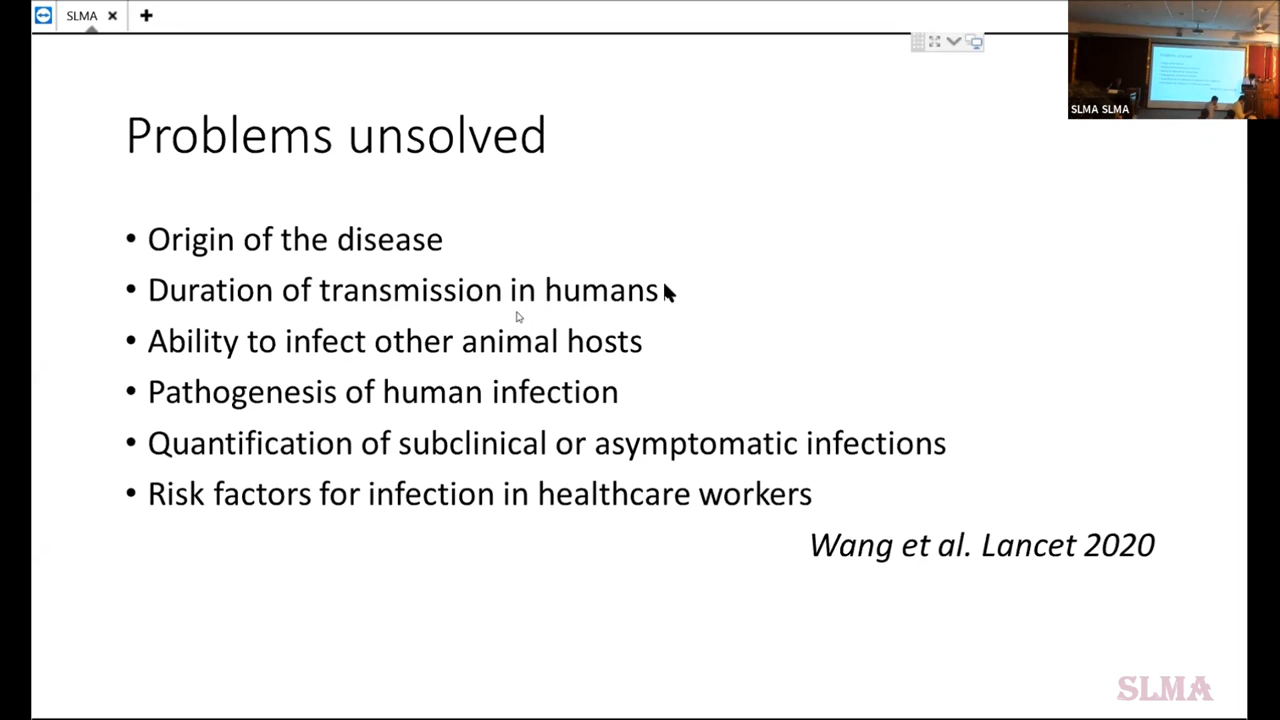 SLMA
SLMA SLMA
Problems unsolved
• Origin of the disease
• Duration of transmission in humans
• Ability to infect other animal hosts
• Pathogenesis of human infection
• Quantification of subclinical or asymptomatic infections
• Risk factors for infection in healthcare workers
Wang et al. Lancet 2020
SLMA